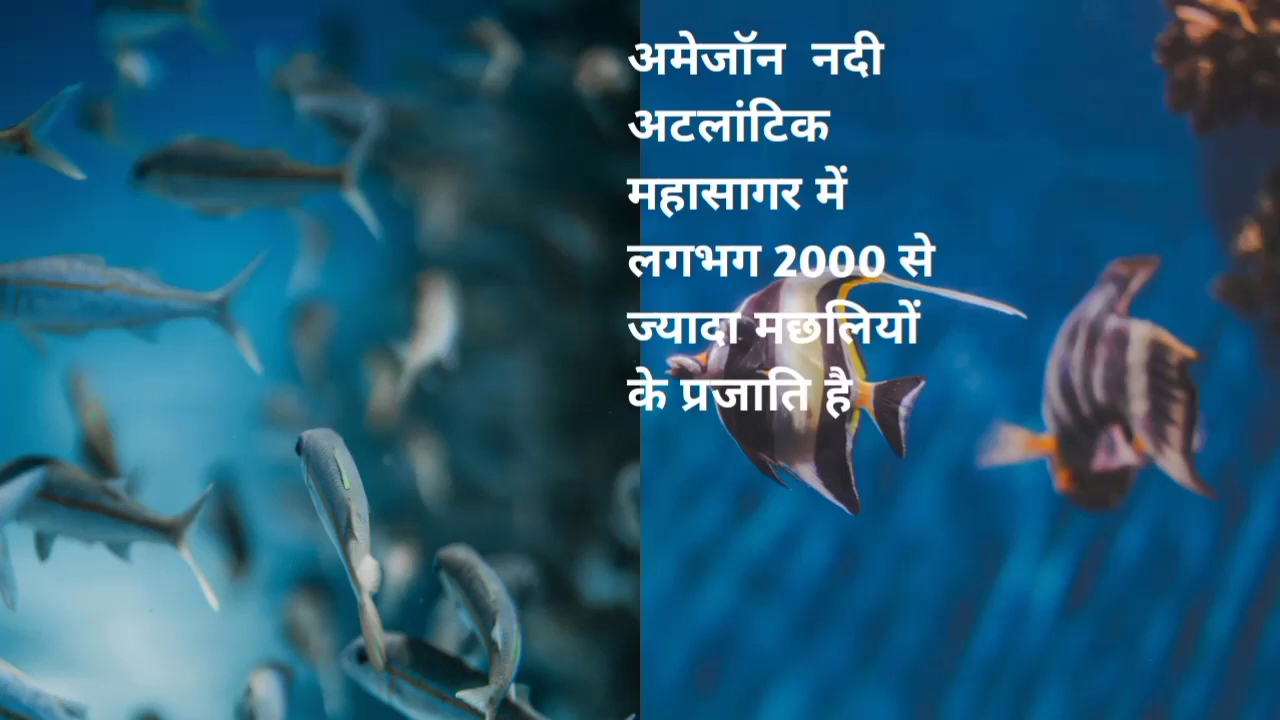 अमेजॉन नदी
अटलांटिक
महासागर में
लगभग 2000 से
ज्यादा मछलियों
के प्रजाति है